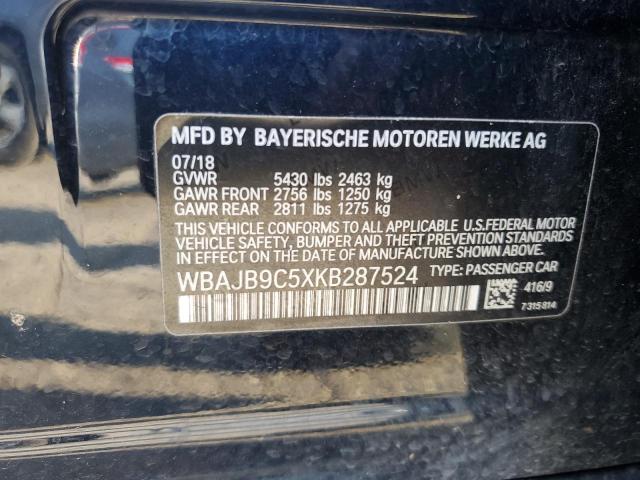 MFD BY BAYERISCHE MOTOREN WERKE AG
07/18
GVWR 5430 lbs 2463 kg
GAWR FRONT 2756 lbs 1250 kg
GAWR REAR 2811 lbs 1275 kg
THIS VEHICLE CONFORMS TO ALL APPLICABLE U.S.FEDERAL MOTOR
VEHICLE SAFETY, BUMPER AND THEFT PREVENTION STANDARDS
IN EFFECT ON THE DATE OF MANUFACTURE SHOWN ABOVE.
WBAJB9C5XKB287524 TYPE: PASSENGER CAR
416/9
7315814